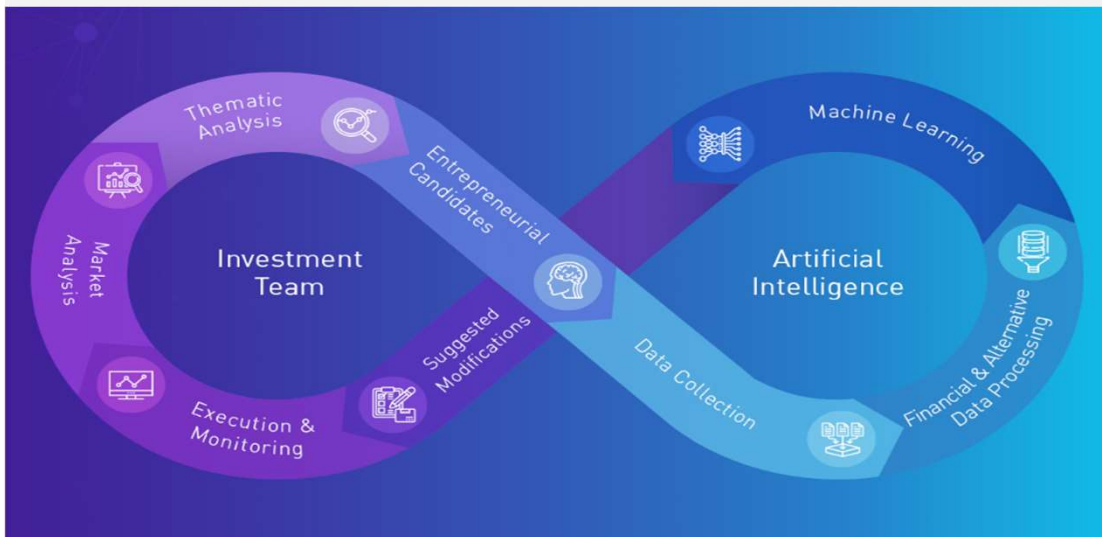 Thematic
Analysis
Entrepreneurial
Candidates
Machine Learning
Market
Analysis
Investment
Team
Artificial
Intelligence
Suggested
Modifications
Data Collection
Financial & Alternative
Data Processing
Execution &
Monitoring